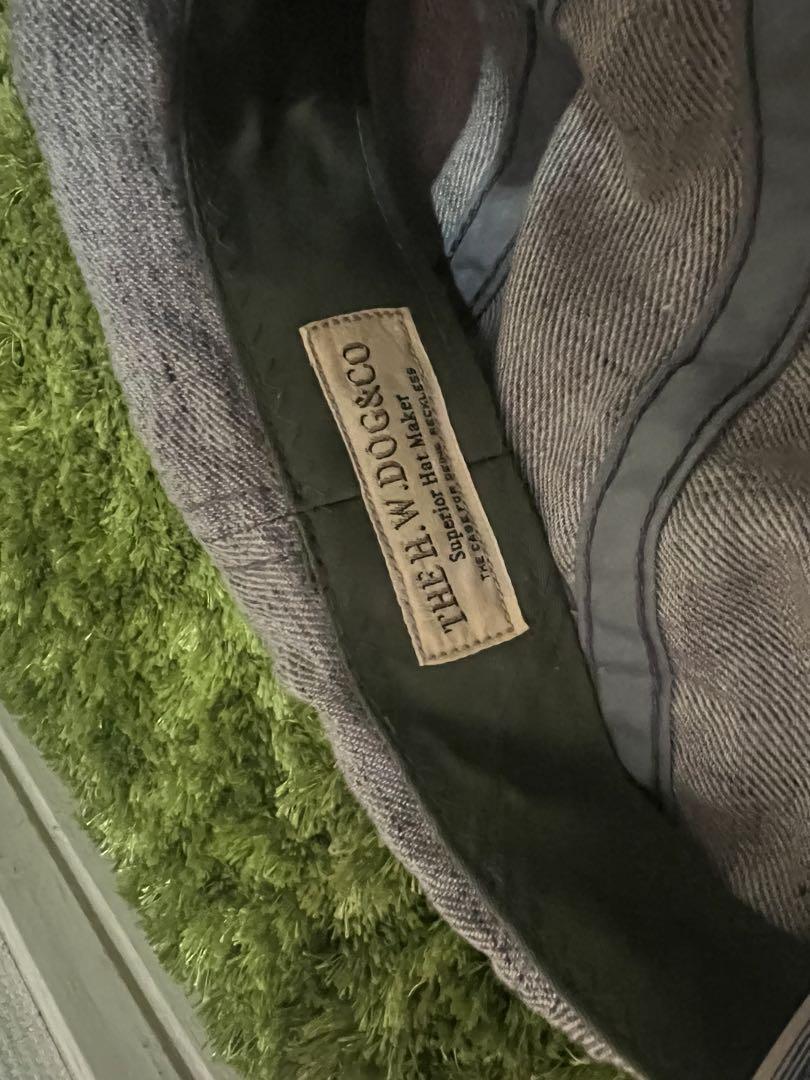 THE H.W.DOG&CO
Superior Hat Maker
THE CASE FOR BEING RECKLESS